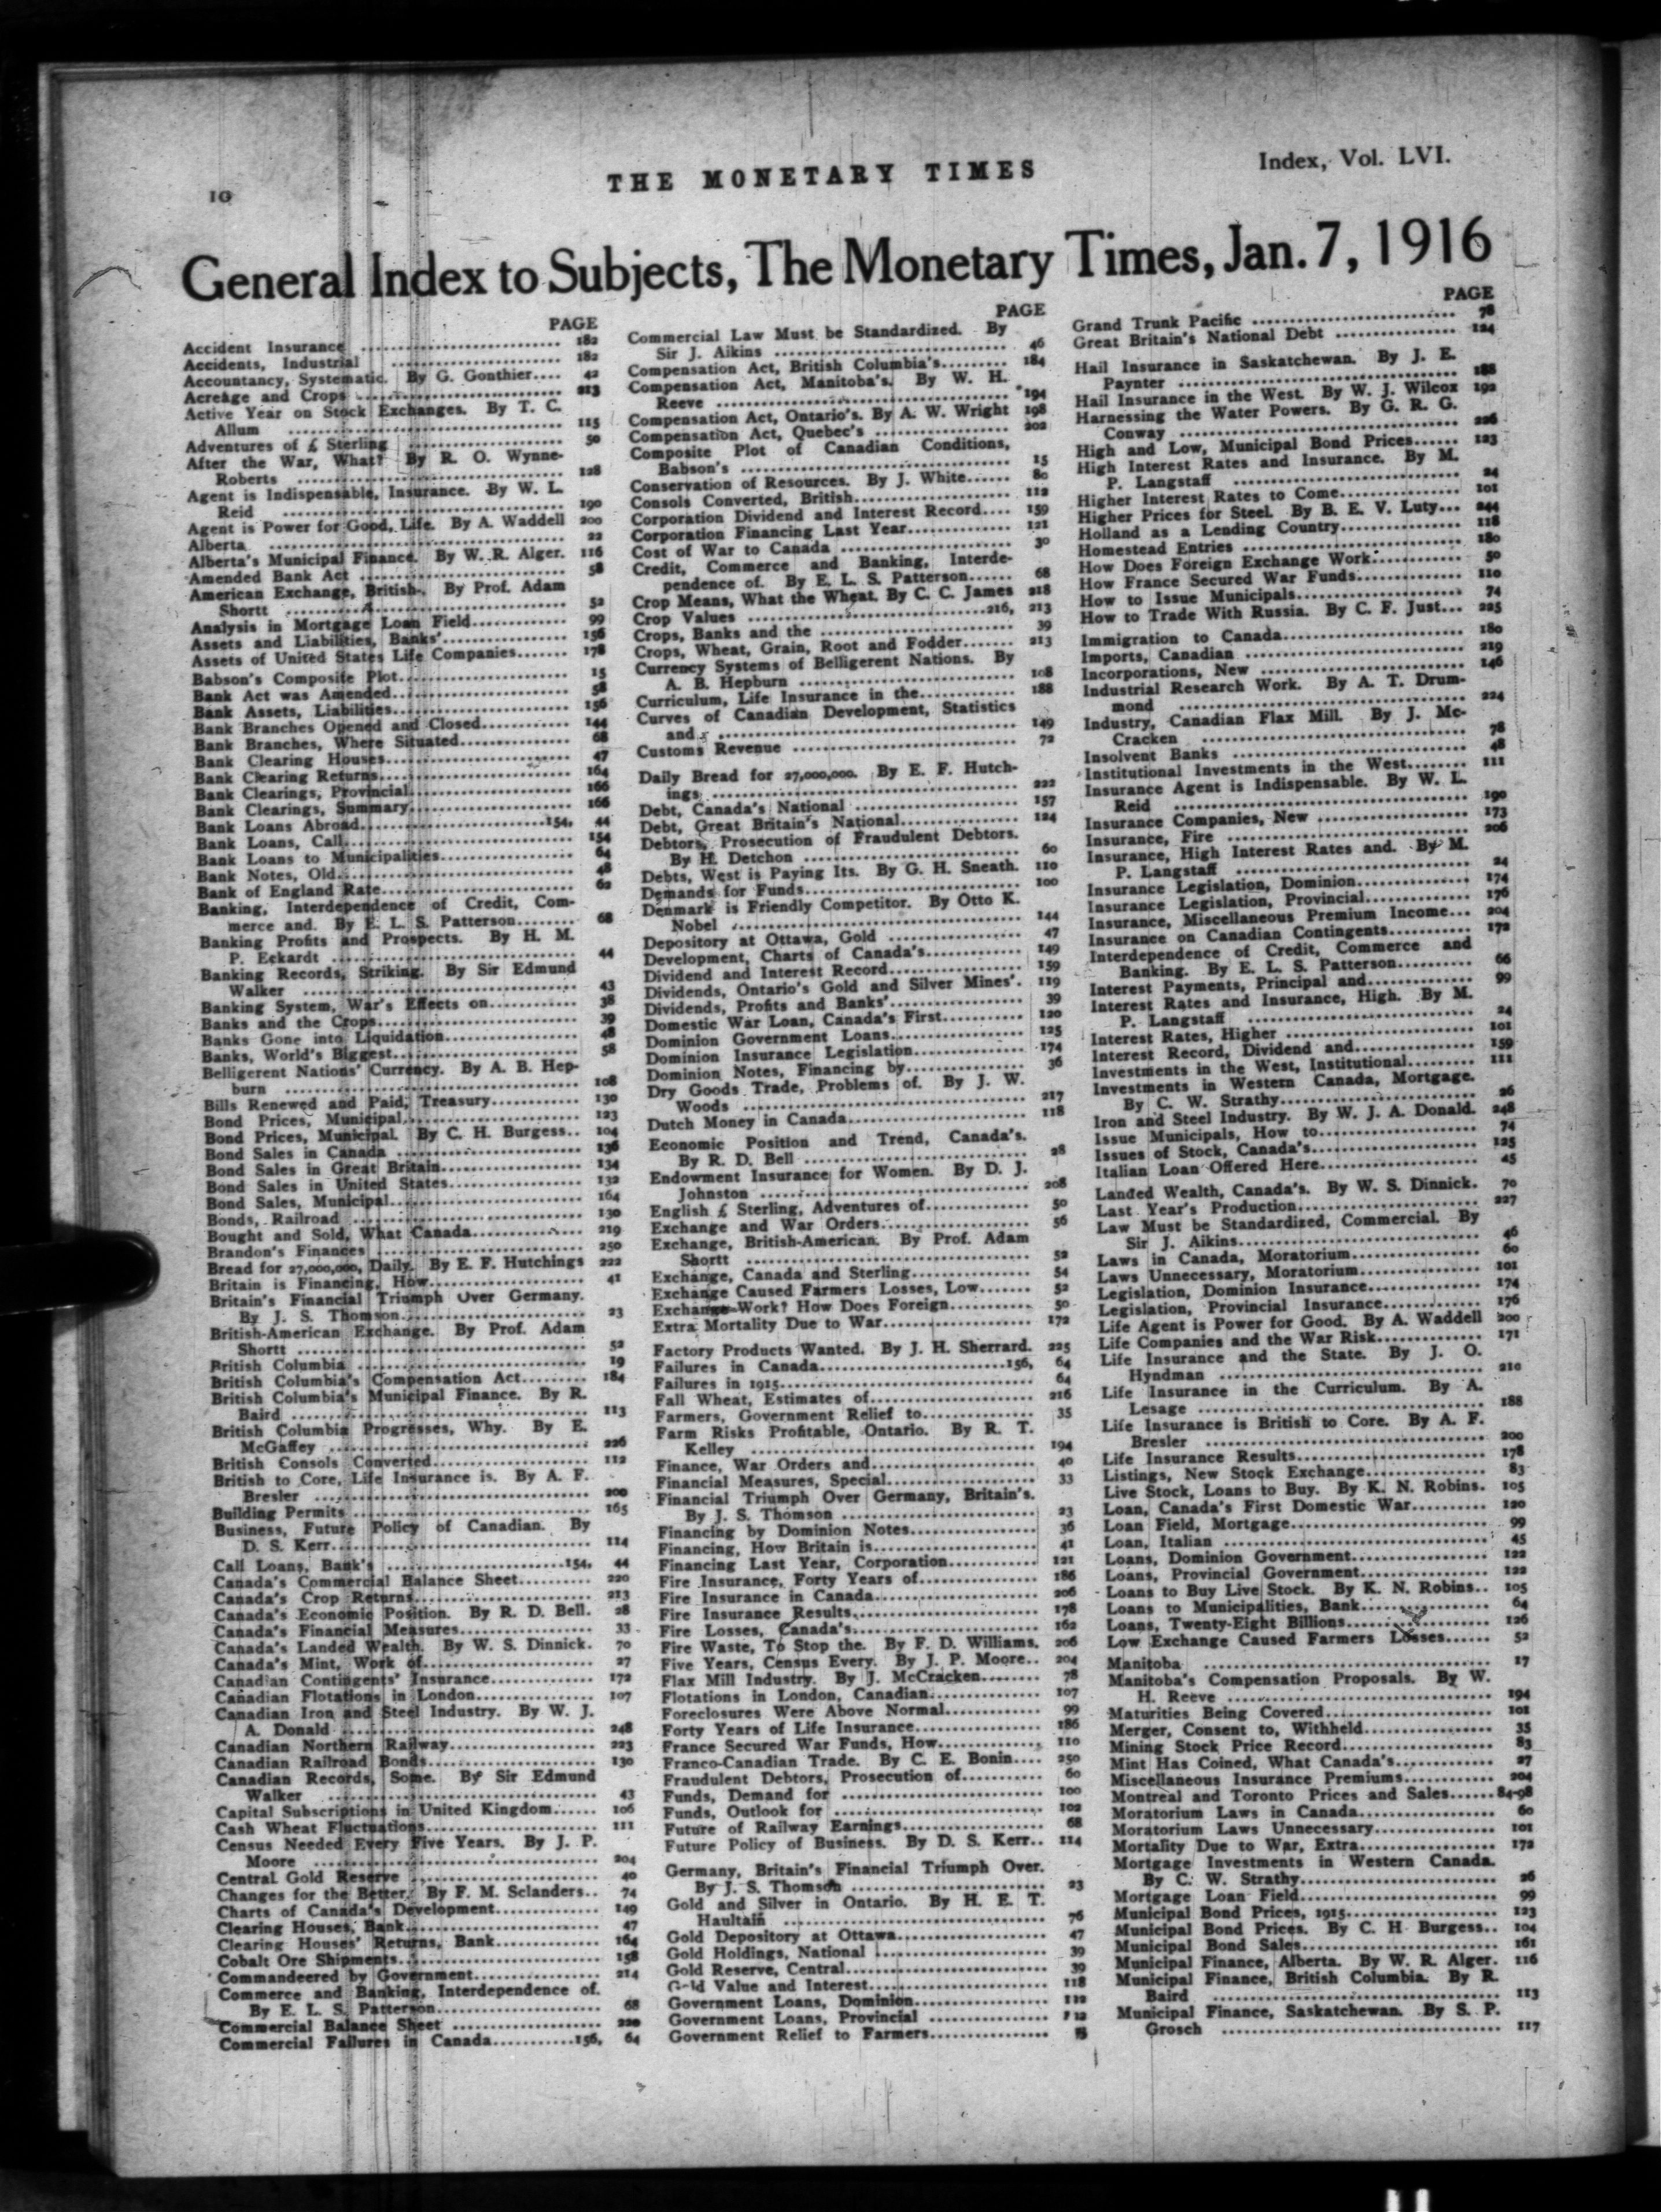 10
THE MONETARY TIMES
Index, Vol. LVI.
General Index to Subjects, The Monetary Times, Jan. 7, 1916
PAGE
Accident Insurance 182
Accidents, Industrial 182
Accountancy, Systematic. By G. Gonthier 42
Acreage and Crops 213
Active Year on Stock Exchanges. By T. C.
Allum 115
Adventures of £ Sterling 50
After the War, What? By R. O. Wynne-
Roberts 128
Agent is Indispensable, Insurance. By W. L.
Reid 190
Agent is Power for Good, Life. By A. Waddell 200
Alberta 22
Alberta's Municipal Finance. By W. R. Alger. 116
Amended Bank Act 58
American Exchange, British-. By Prof. Adam
Shortt 52
Analysis in Mortgage Loan Field 99
Assets and Liabilities, Banks' 156
Assets of United States Life Companies 178
Babson's Composite Plot 15
Bank Act was Amended 58
Bank Assets, Liabilities 156
Bank Branches Opened and Closed 144
Bank Branches, Where Situated 68
Bank Clearing Houses 47
Bank Clearing Returns 164
Bank Clearings, Provincial 166
Bank Clearings, Summary 166
Bank Loans Abroad 154, 44
Bank Loans, Call 154
Bank Loans to Municipalities 64
Bank Notes, Old 48
Bank of England Rate 62
Banking, Interdependence of Credit, Com-
merce and. By E. L. S. Patterson 68
Banking Profits and Prospects. By H. M.
P. Eckardt 44
Banking Records, Striking. By Sir Edmund
Walker 43
Banking System, War's Effects on 38
Banks and the Crops 39
Banks Gone into Liquidation 48
Banks, World's Biggest 58
Belligerent Nations' Currency. By A. B. Hep-
burn 108
Bills Renewed and Paid, Treasury 130
Bond Prices, Municipal 123
Bond Prices, Municipal. By C. H. Burgess 104
Bond Sales in Canada 136
Bond Sales in Great Britain 134
Bond Sales in United States 132
Bond Sales, Municipal 164
Bonds, Railroad 130
Bought and Sold, What Canada 219
Brandon's Finances 250
Bread for 27,000,000, Daily. By E. F. Hutchings 222
Britain is Financing, How 41
Britain's Financial Triumph Over Germany.
By J. S. Thomson 23
British-American Exchange. By Prof. Adam
Shortt 52
British Columbia 19
British Columbia's Compensation Act 184
British Columbia's Municipal Finance. By R.
Baird 113
British Columbia Progresses, Why. By E.
McGaffey 226
British Consols Converted 112
British to Core, Life Insurance is. By A. F.
Bresler 200
Building Permits 165
Business, Future Policy of Canadian. By
D. S. Kerr 114
Call Loans, Bank's 154, 44
Canada's Commercial Balance Sheet 220
Canada's Crop Returns 213
Canada's Economic Position. By R. D. Bell. 28
Canada's Financial Measures 33
Canada's Landed Wealth. By W. S. Dinnick. 70
Canada's Mint, Work of 27
Canadian Contingents' Insurance 172
Canadian Flotations in London 107
Canadian Iron and Steel Industry. By W. J.
A. Donald 248
Canadian Northern Railway 223
Canadian Railroad Bonds 130
Canadian Records, Some. By Sir Edmund
Walker 43
Capital Subscriptions in United Kingdom 106
Cash Wheat Fluctuations 111
Census Needed Every Five Years. By J. P.
Moore 204
Central Gold Reserve 40
Changes for the Better. By F. M. Sclanders 74
Charts of Canada's Development 149
Clearing Houses, Bank 47
Clearing Houses' Returns, Bank 164
Cobalt Ore Shipments 158
Commandeered by Government 214
Commerce and Banking, Interdependence of.
By E. L. S. Patterson 68
Commercial Balance Sheet 220
Commercial Failures in Canada 156, 64
PAGE
Commercial Law Must be Standardized. By
Sir J. Aikins 46
Compensation Act, British Columbia's 184
Compensation Act, Manitoba's. By W. H.
Reeve 194
Compensation Act, Ontario's. By A. W. Wright 198
Compensation Act, Quebec's 202
Composite Plot of Canadian Conditions,
Babson's 15
Conservation of Resources. By J. White 80
Consols Converted, British 112
Corporation Dividend and Interest Record 159
Corporation Financing Last Year 121
Cost of War to Canada 30
Credit, Commerce and Banking, Interde-
pendence of. By E. L. S. Patterson 68
Crop Means, What the Wheat. By C. C. James 218
Crop Values 216, 213
Crops, Banks and the 39
Crops, Wheat, Grain, Root and Fodder 213
Currency Systems of Belligerent Nations. By
A. B. Hepburn 108
Curriculum, Life Insurance in the 188
Curves of Canadian Development, Statistics
and 149
Customs Revenue 72
Daily Bread for 27,000,000. By E. F. Hutch-
ings 222
Debt, Canada's National 157
Debt, Great Britain's National 124
Debtors, Prosecution of Fraudulent Debtors.
By H. Detchon 60
Debts, West is Paying Its. By G. H. Sneath. 110
Demands for Funds 100
Denmark is Friendly Competitor. By Otto K.
Nobel 144
Depository at Ottawa, Gold 47
Development, Charts of Canada's 149
Dividend and Interest Record 159
Dividends, Ontario's Gold and Silver Mines'. 119
Dividends, Profits and Banks' 39
Domestic War Loan, Canada's First 120
Dominion Government Loans 125
Dominion Insurance Legislation 174
Dominion Notes, Financing by 36
Dry Goods Trade, Problems of. By J. W.
Woods 217
Dutch Money in Canada 118
Economic Position and Trend, Canada's.
By R. D. Bell 28
Endowment Insurance for Women. By D. J.
Johnston 208
English £ Sterling, Adventures of 50
Exchange and War Orders 56
Exchange, British-American. By Prof. Adam
Shortt 52
Exchange, Canada and Sterling 54
Exchange Caused Farmers Losses, Low 52
Exchange Work? How Does Foreign 50
Extra Mortality Due to War 172
Factory Products Wanted. By J. H. Sherrard. 225
Failures in Canada 156, 64
Failures in 1915 64
Fall Wheat, Estimates of 216
Farmers, Government Relief to 35
Farm Risks Profitable, Ontario. By R. T.
Kelley 194
Finance, War Orders and 40
Financial Measures, Special 33
Financial Triumph Over Germany, Britain's.
By J. S. Thomson 23
Financing by Dominion Notes 36
Financing, How Britain is 41
Financing Last Year, Corporation 121
Fire Insurance, Forty Years of 186
Fire Insurance in Canada 206
Fire Insurance Results 178
Fire Losses, Canada's 162
Fire Waste, To Stop the. By F. D. Williams. 206
Five Years, Census Every. By J. P. Moore 204
Flax Mill Industry. By J. McCracken 78
Flotations in London, Canadian 107
Foreclosures Were Above Normal 99
Forty Years of Life Insurance 186
France Secured War Funds, How 110
Franco-Canadian Trade. By C. E. Bonin 250
Fraudulent Debtors, Prosecution of 60
Funds, Demand for 100
Funds, Outlook for 102
Future of Railway Earnings 68
Future Policy of Business. By D. S. Kerr 114
Germany, Britain's Financial Triumph Over.
By J. S. Thomson 23
Gold and Silver in Ontario. By H. E. T.
Haultain 76
Gold Depository at Ottawa 47
Gold Holdings, National 39
Gold Reserve, Central 39
Gold Value and Interest 118
Government Loans, Dominion
Government Loans, Provincial
Government Relief to Farmers
PAGE
Grand Trunk Pacific 78
Great Britain's National Debt 124
Hail Insurance in Saskatchewan. By J. E.
Paynter 188
Hail Insurance in the West. By W. J. Wilcox 192
Harnessing the Water Powers. By G. R. G.
Conway 226
High and Low, Municipal Bond Prices 123
High Interest Rates and Insurance. By M.
P. Langstaff 24
Higher Interest Rates to Come 101
Higher Prices for Steel. By B. E. V. Luty 244
Holland as a Lending Country 118
Homestead Entries 180
How Does Foreign Exchange Work 50
How France Secured War Funds 110
How to Issue Municipals 74
How to Trade With Russia. By C. F. Just 225
Immigration to Canada 180
Imports, Canadian 219
Incorporations, New 146
Industrial Research Work. By A. T. Drum-
mond 224
Industry, Canadian Flax Mill. By J. Mc-
Cracken 78
Insolvent Banks 48
Institutional Investments in the West 111
Insurance Agent is Indispensable. By W. L.
Reid 190
Insurance Companies, New 173
Insurance, Fire 206
Insurance, High Interest Rates and. By M.
P. Langstaff 24
Insurance Legislation, Dominion 174
Insurance Legislation, Provincial 176
Insurance, Miscellaneous Premium Income 204
Insurance on Canadian Contingents 172
Interdependence of Credit, Commerce and
Banking. By E. L. S. Patterson 66
Interest Payments, Principal and 99
Interest Rates and Insurance, High. By M.
P. Langstaff 24
Interest Rates, Higher 101
Interest Record, Dividend and 159
Investments in the West, Institutional 111
Investments in Western Canada, Mortgage.
By C. W. Strathy 26
Iron and Steel Industry. By W. J. A. Donald. 248
Issue Municipals, How to 74
Issues of Stock, Canada's 125
Italian Loan Offered Here 45
Landed Wealth, Canada's. By W. S. Dinnick. 70
Last Year's Production 227
Law Must be Standardized, Commercial. By
Sir J. Aikins 46
Laws in Canada, Moratorium 60
Laws Unnecessary, Moratorium 101
Legislation, Dominion Insurance 174
Legislation, Provincial Insurance 176
Life Agent is Power for Good. By A. Waddell 200
Life Companies and the War Risk 171
Life Insurance and the State. By J. O.
Hyndman 210
Life Insurance in the Curriculum. By A.
Lesage 188
Life Insurance is British to Core. By A. F.
Bresler 200
Life Insurance Results 178
Listings, New Stock Exchange 83
Live Stock, Loans to Buy. By K. N. Robins. 105
Loan, Canada's First Domestic War 120
Loan Field, Mortgage 99
Loan, Italian 45
Loans, Dominion Government 122
Loans, Provincial Government 122
Loans to Buy Live Stock. By K. N. Robins 105
Loans to Municipalities, Bank 64
Loans, Twenty-Eight Billions 126
Low Exchange Caused Farmers Losses 52
Manitoba 17
Manitoba's Compensation Proposals. By W.
H. Reeve 194
Maturities Being Covered 101
Merger, Consent to, Withheld 35
Mining Stock Price Record 83
Mint Has Coined, What Canada's 27
Miscellaneous Insurance Premiums 204
Montreal and Toronto Prices and Sales 84-98
Moratorium Laws in Canada 60
Moratorium Laws Unnecessary 101
Mortality Due to War, Extra 172
Mortgage Investments in Western Canada.
By C. W. Strathy 26
Mortgage Loan Field 99
Municipal Bond Prices, 1915 123
Municipal Bond Prices. By C. H Burgess 104
Municipal Bond Sales 161
Municipal Finance, Alberta. By W. R. Alger. 116
Municipal Finance, British Columbia. By R.
Baird 113
Municipal Finance, Saskatchewan. By S. P.
Grosch 117